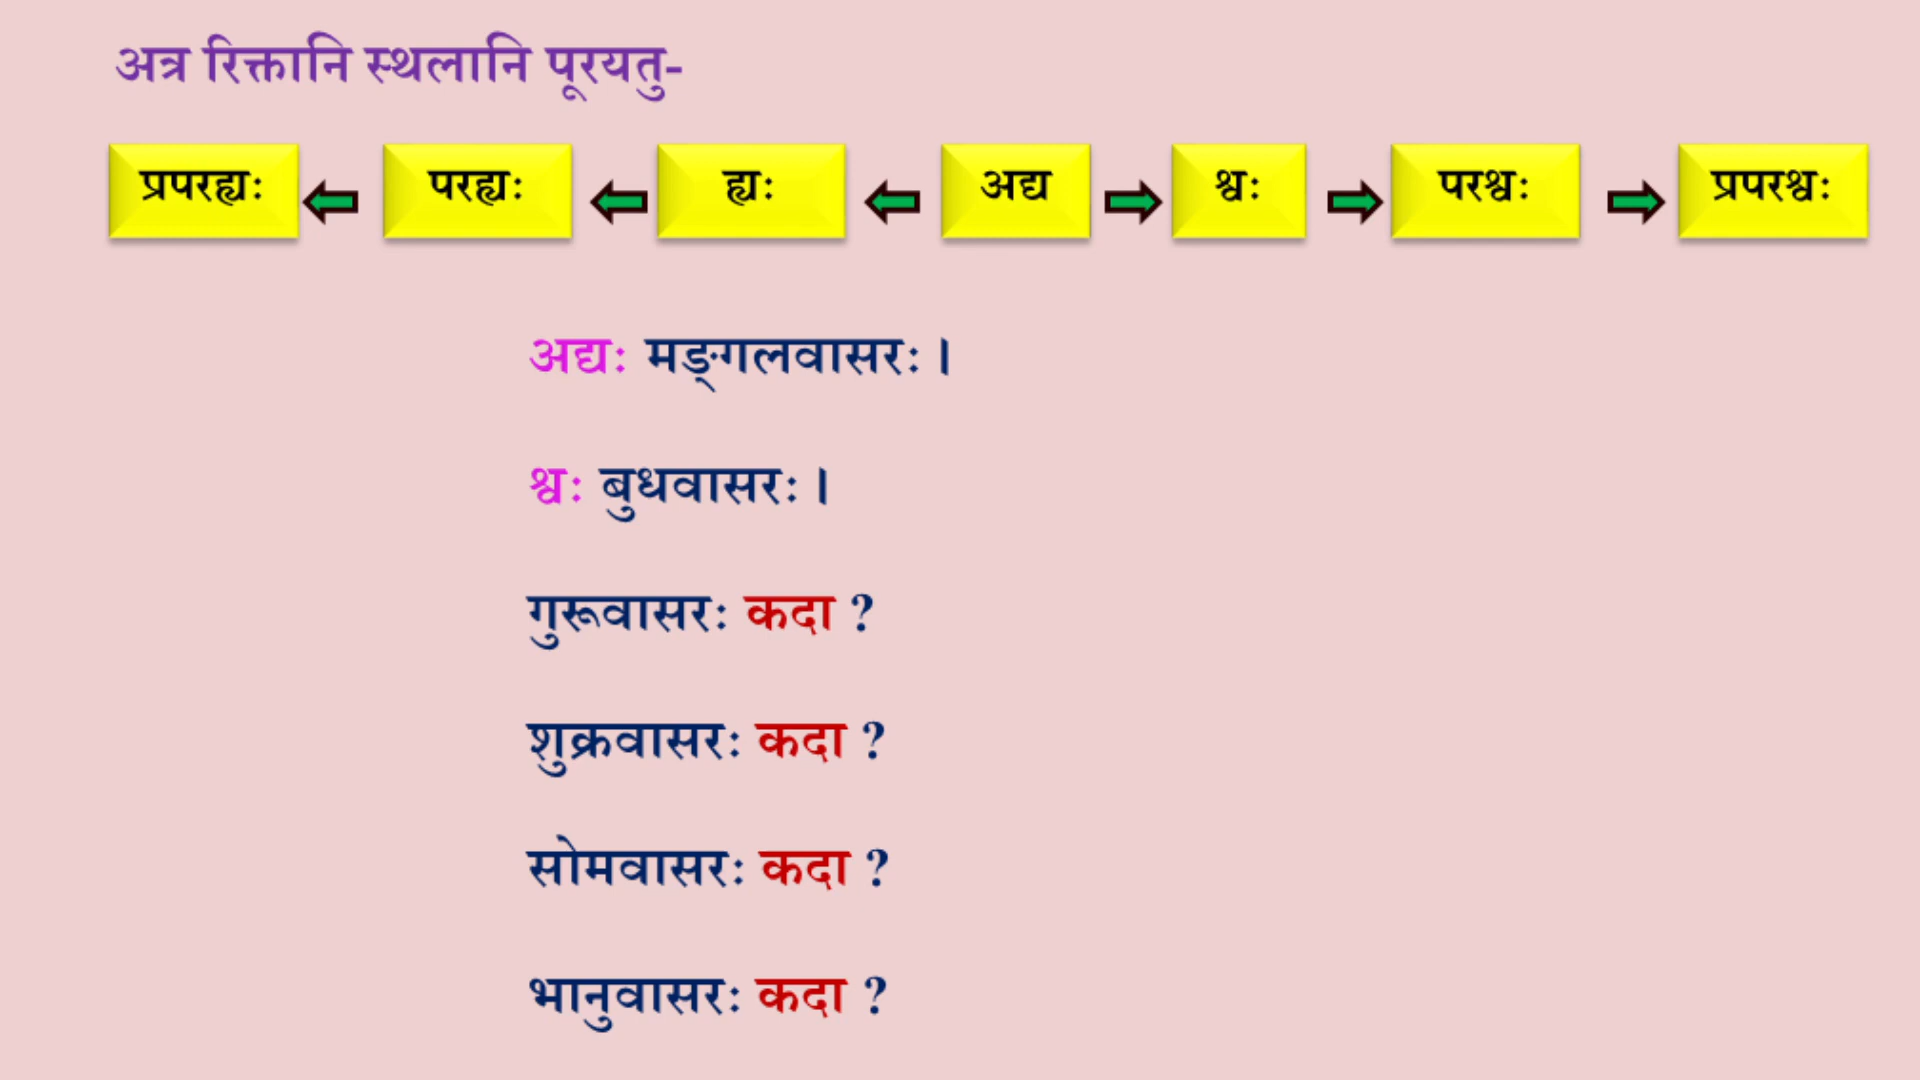 अत्र रिक्तानि स्थलानि पूरयतु-
प्रपरह्यः परह्यः ह्यः अद्य श्वः परश्वः प्रपरश्वः
अद्यः मङ्गलवासरः ।
श्वः बुधवासरः ।
गुरूवासरः कदा ?
शुक्रवासरः कदा ?
सोमवासरः कदा ?
भानुवासरः कदा ?